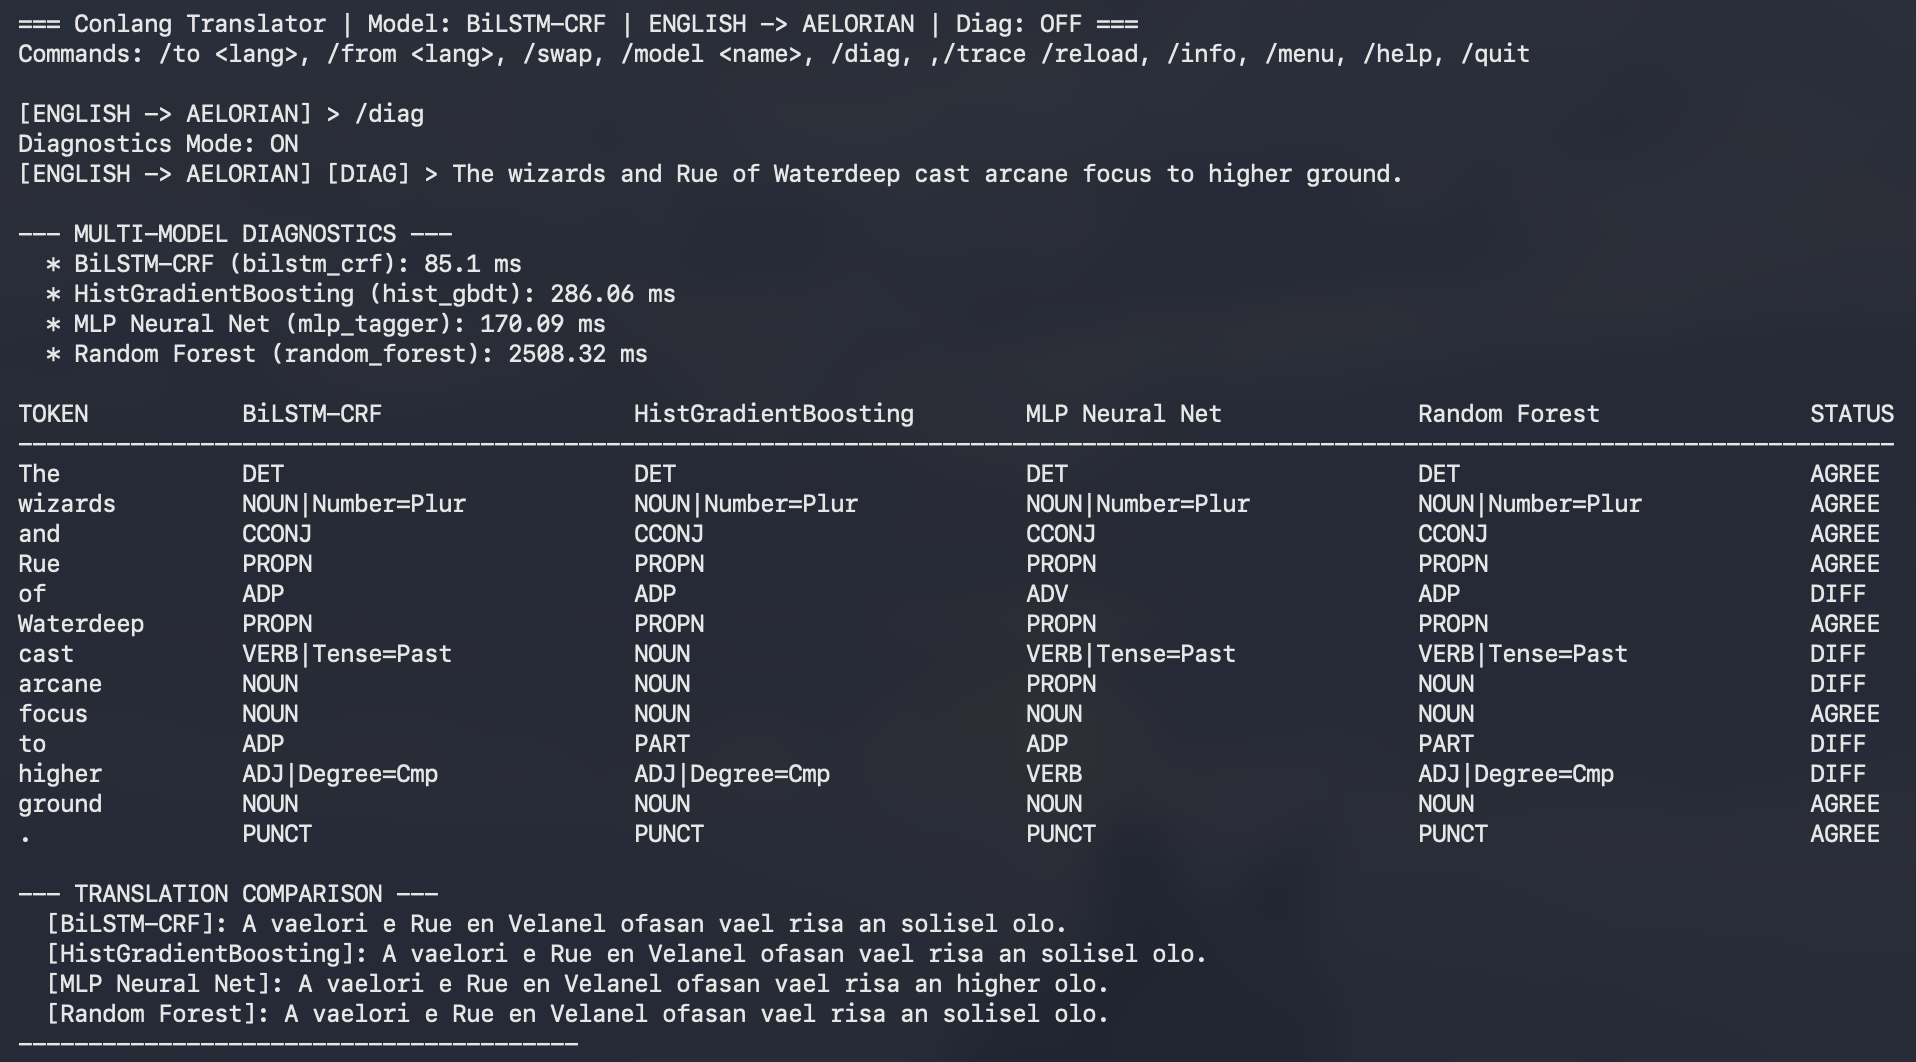 === Conlang Translator | Model: BiLSTM-CRF | ENGLISH -> AELORIAN | Diag: OFF ===
Commands: /to <lang>, /from <lang>, /swap, /model <name>, /diag, ,/trace /reload, /info, /menu, /help, /quit
[ENGLISH -> AELORIAN] > /diag
Diagnostics Mode: ON
[ENGLISH -> AELORIAN] [DIAG] > The wizards and Rue of Waterdeep cast arcane focus to higher ground.
--- MULTI-MODEL DIAGNOSTICS ---
* BiLSTM-CRF (bilstm_crf): 85.1 ms
* HistGradientBoosting (hist_gbdt): 286.06 ms
* MLP Neural Net (mlp_tagger): 170.09 ms
* Random Forest (random_forest): 2508.32 ms
TOKEN BiLSTM-CRF HistGradientBoosting MLP Neural Net Random Forest STATUS
The DET DET DET DET AGREE
wizards NOUN|Number=Plur NOUN|Number=Plur NOUN|Number=Plur NOUN|Number=Plur AGREE
and CCONJ CCONJ CCONJ CCONJ AGREE
Rue PROPN PROPN PROPN PROPN AGREE
of ADP ADP ADV ADP DIFF
Waterdeep PROPN PROPN PROPN PROPN AGREE
cast VERB|Tense=Past NOUN VERB|Tense=Past VERB|Tense=Past DIFF
arcane NOUN NOUN PROPN NOUN DIFF
focus NOUN NOUN NOUN NOUN AGREE
to ADP PART ADP PART DIFF
higher ADJ|Degree=Cmp ADJ|Degree=Cmp VERB ADJ|Degree=Cmp DIFF
ground NOUN NOUN NOUN NOUN AGREE
. PUNCT PUNCT PUNCT PUNCT AGREE
--- TRANSLATION COMPARISON ---
[BiLSTM-CRF]: A vaelori e Rue en Velanel ofasan vael risa an solisel olo.
[HistGradientBoosting]: A vaelori e Rue en Velanel ofasan vael risa an solisel olo.
[MLP Neural Net]: A vaelori e Rue en Velanel ofasan vael risa an higher olo.
[Random Forest]: A vaelori e Rue en Velanel ofasan vael risa an solisel olo.